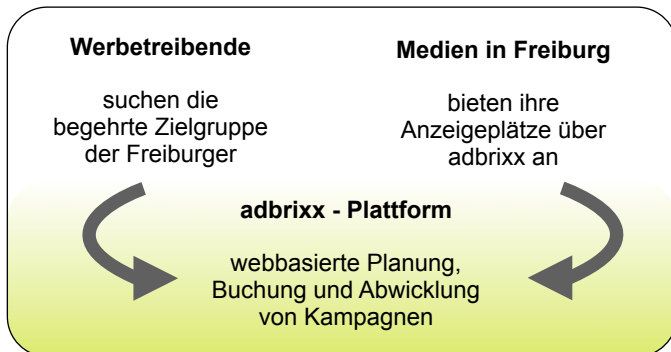 Werbetreibende
suchen die
begehrte Zielgruppe
der Freiburger
Medien in Freiburg
bieten ihre
Anzeigeplätze über
adbrixx an
adbrixx - Plattform
webbasierte Planung,
Buchung und Abwicklung
von Kampagnen